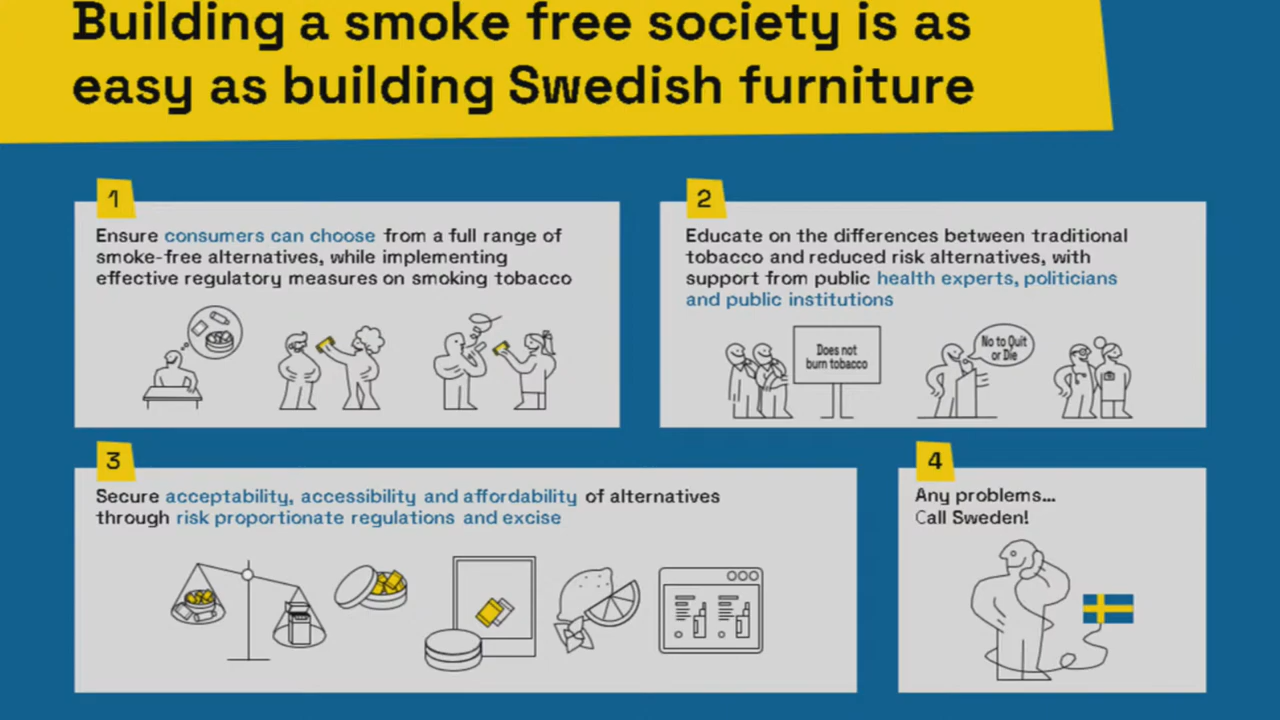 Building a smoke free society is as
easy as building Swedish furniture
1
Ensure consumers can choose from a full range of
smoke-free alternatives, while implementing
effective regulatory measures on smoking tobacco
2
Educate on the differences between traditional
tobacco and reduced risk alternatives, with
support from public health experts, politicians
and public institutions
Does not
burn tobacco
No to Quit
or Die
3
Secure acceptability, accessibility and affordability of alternatives
through risk proportionate regulations and excise
4
Any problems...
Call Sweden!